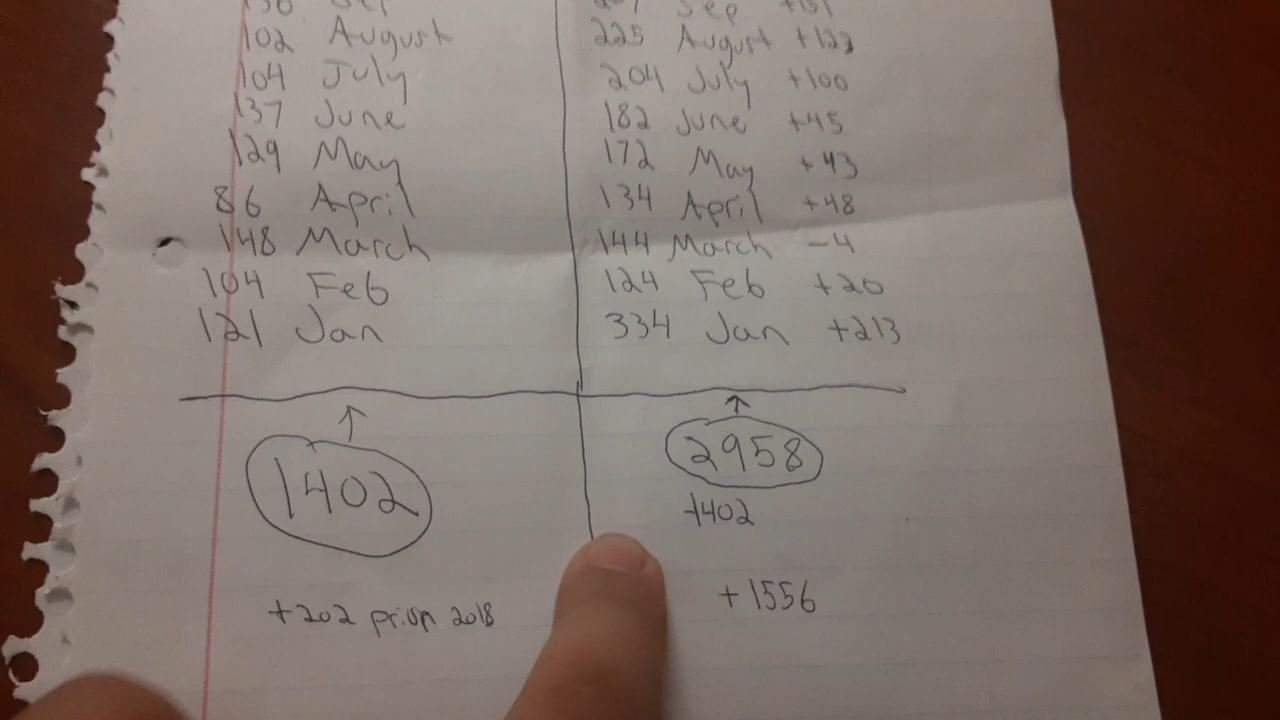 102 August 225 August +123
104 July 204 July +100
137 June 182 June +45
129 May 172 May +43
86 April 134 April +48
148 March 144 March -4
104 Feb 124 Feb +20
121 Jan 334 Jan +213
1402 2958
-1402
+1556
+202 prior 2018